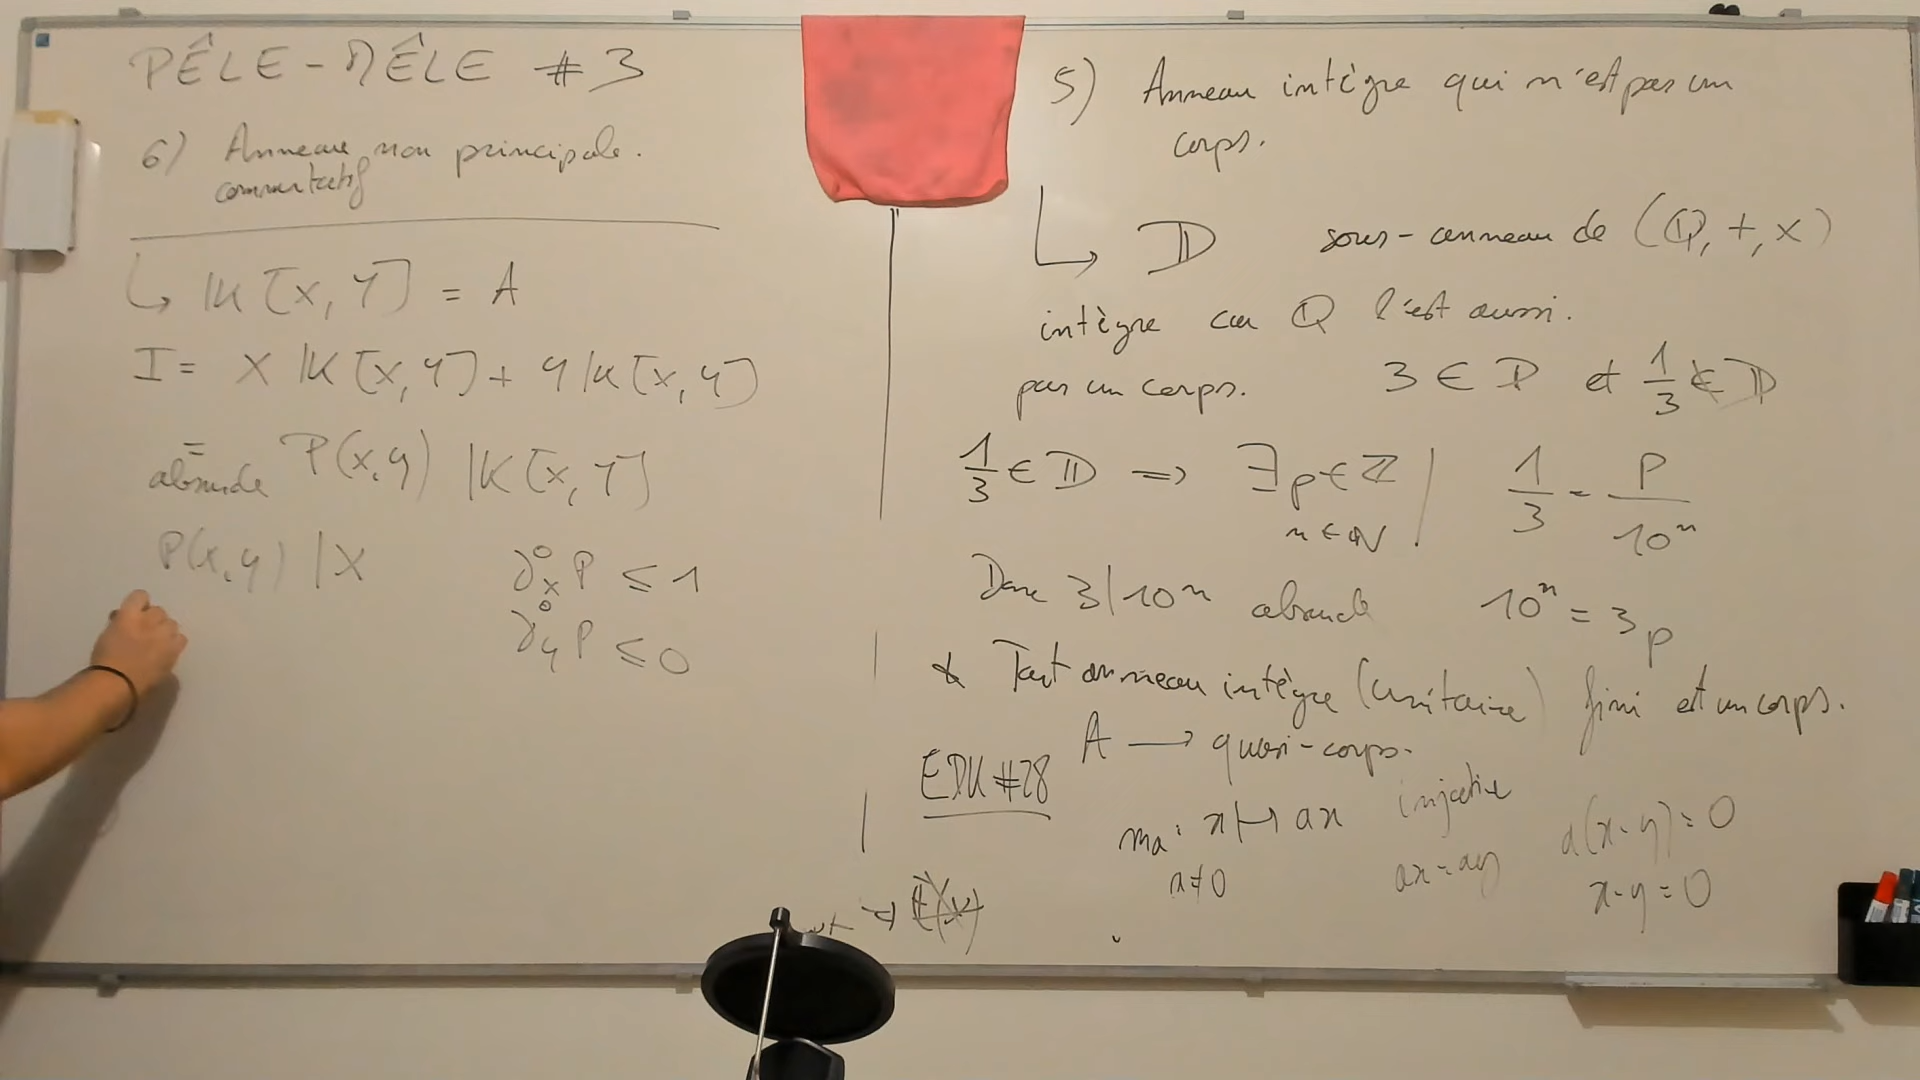 PÊLE-MÊLE #3
6) Anneau non principale.
commutatif
↳ 𝕂[X, Y] = A
I = X 𝕂[X, Y] + Y 𝕂[X, Y]
= P(X, Y) 𝕂[X, Y]
absurde
P(X, Y) | X
∂°ₓ P ≤ 1
∂°_Y P ≤ 0
5) Anneau intègre qui n'est pas un
corps.
↳ 𝔻 sous-anneau de (ℚ, +, ×)
intègre car ℚ l'est aussi.
pas un corps. 3 ∈ 𝔻 et 1/3 ∉ 𝔻
1/3 ∈ 𝔻 ⇒ ∃ p ∈ ℤ | 1/3 = p/10ⁿ
n ∈ ℕ
Donc 3 | 10ⁿ absurde 10ⁿ = 3p
* Tout anneau intègre (unitaire) fini est un corps.
A → quasi-corps.
EDK #28
mₐ : x ↦ ax injective a(x-y) = 0
a ≠ 0 ax = ay x-y = 0